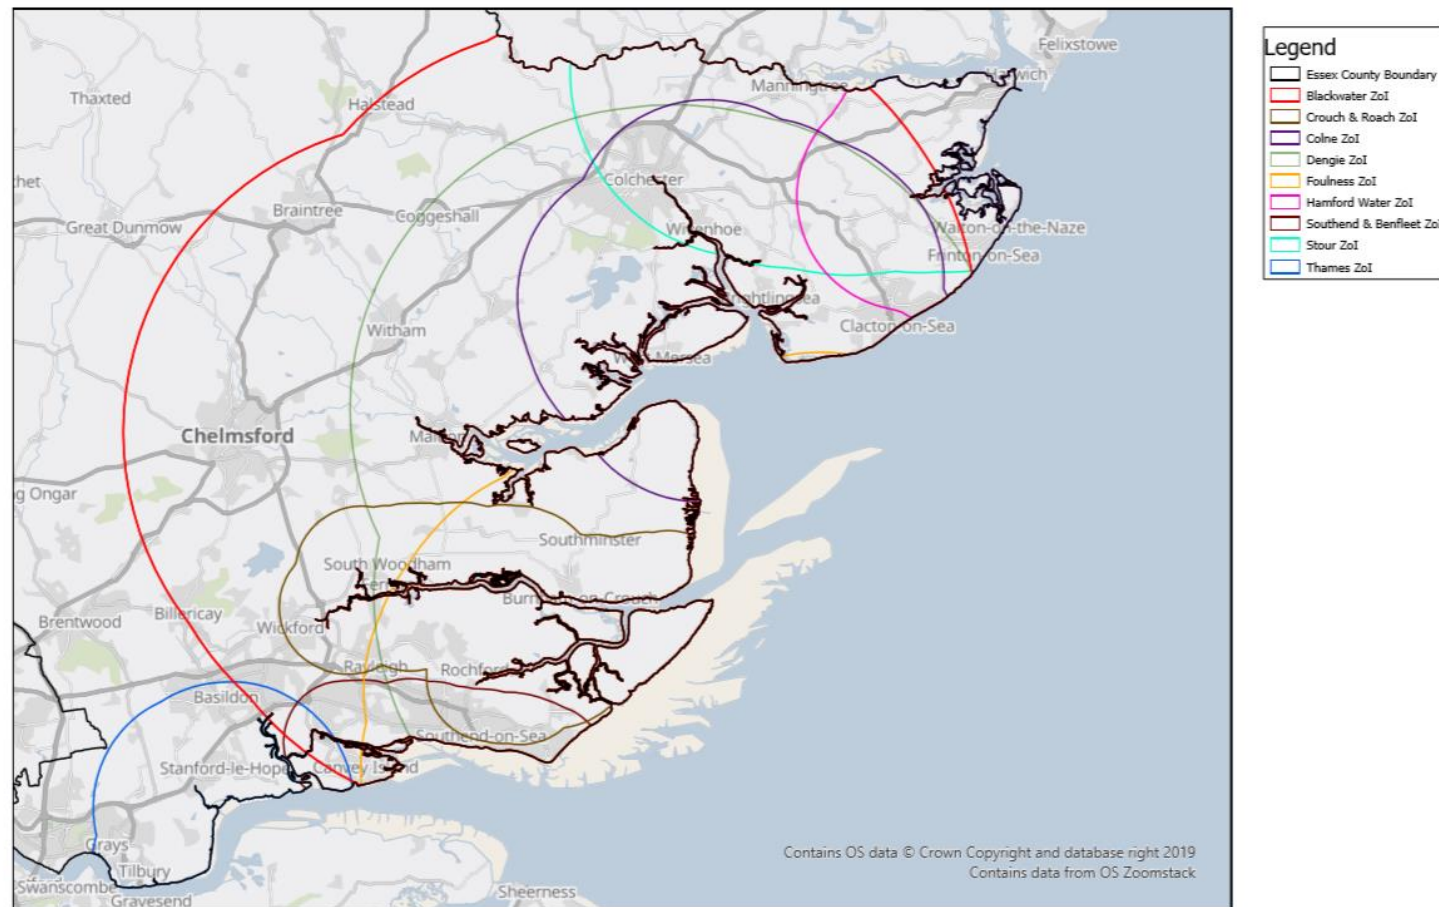 Felixstowe
Harwich
Manningtree
Thaxted
Halstead
Colchester
Braintree
Coggeshall
Great Dunmow
Wivenhoe
Walton-on-the-Naze
Frinton-on-Sea
Brightlingsea
Clacton-on-Sea
Witham
West Mersea
Chelmsford
Southminster
South Woodham
Burnham-on-Crouch
Billericay
Brentwood
Wickford
Rayleigh
Rochford
Basildon
Southend-on-Sea
Stanford-le-Hope
Canvey Island
Grays
Tilbury
Swanscombe
Gravesend
Sheerness
Contains OS data © Crown Copyright and database right 2019
Contains data from OS Zoomstack
Legend
Essex County Boundary
Blackwater ZoI
Crouch & Roach ZoI
Colne ZoI
Dengie ZoI
Foulness ZoI
Hamford Water ZoI
Southend & Benfleet ZoI
Stour ZoI
Thames ZoI